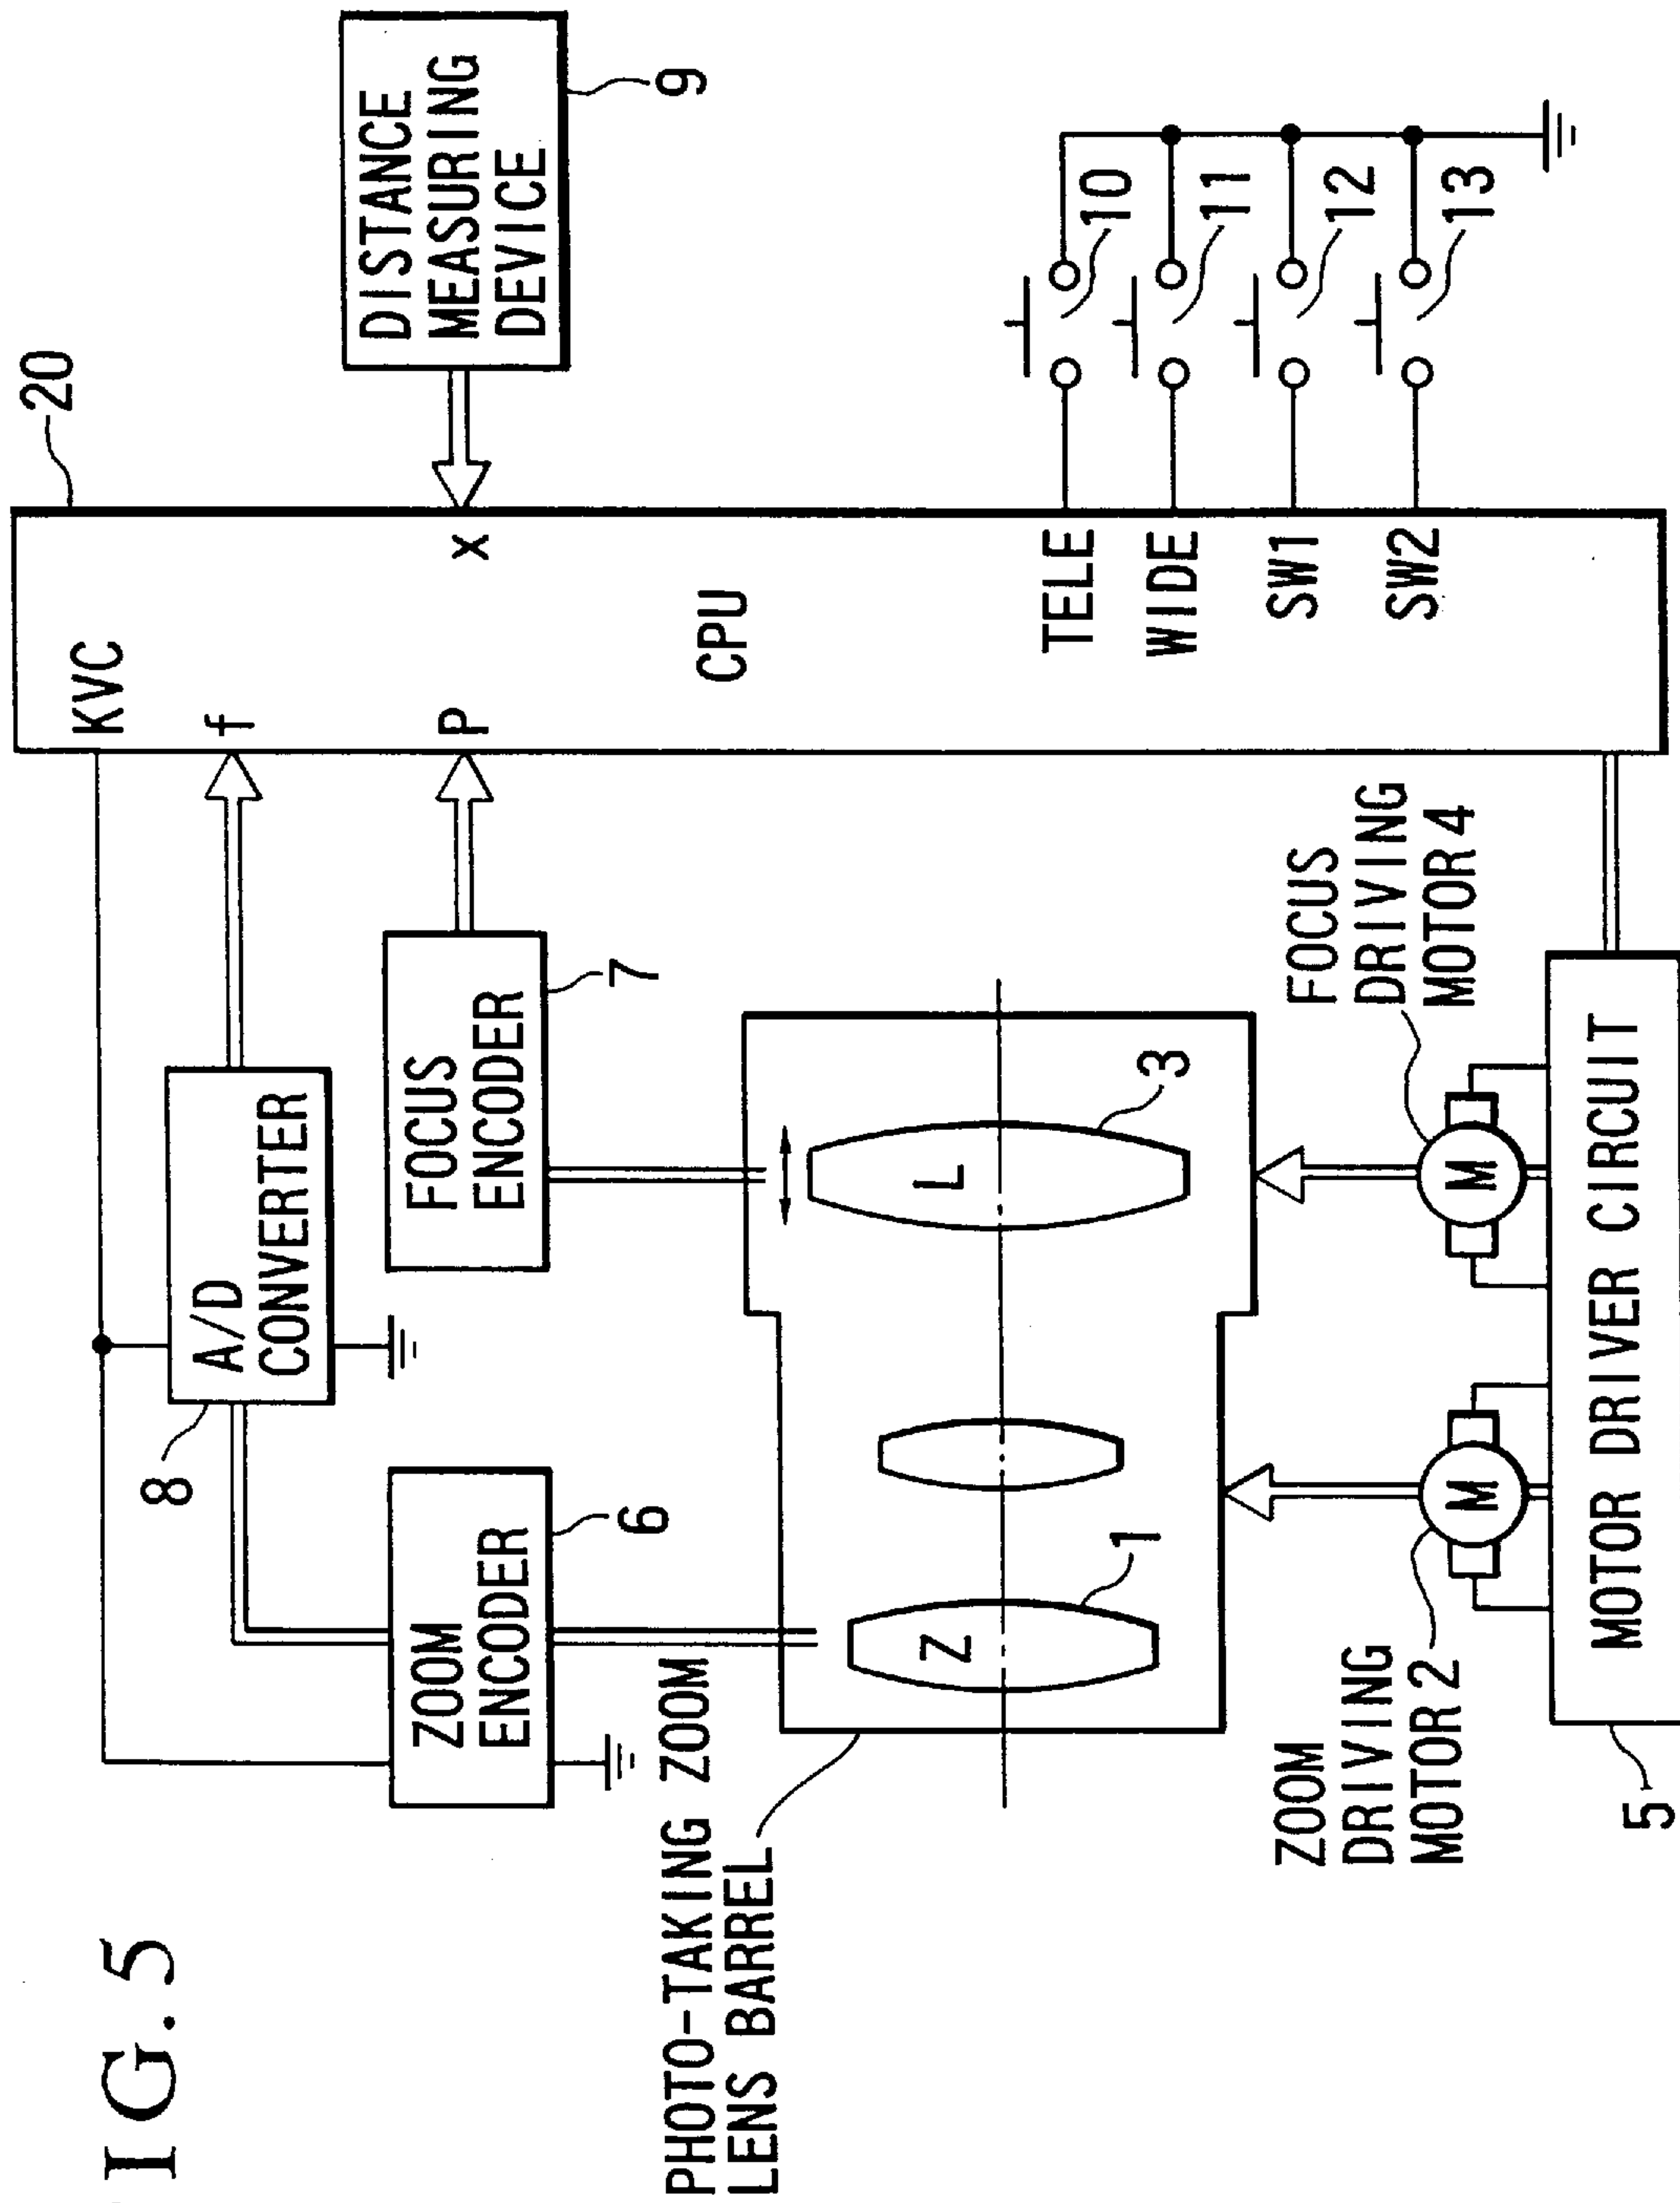 FIG.5
KVC
20
8
A/D
CONVERTER
f
ZOOM
ENCODER
6
FOCUS
ENCODER
7
P
x
DISTANCE
MEASURING
DEVICE
9
CPU
PHOTO-TAKING ZOOM
LENS BARREL
Z
1
L
3
TELE
10
WIDE
11
SW1
12
SW2
13
ZOOM
DRIVING
MOTOR 2
M
FOCUS
DRIVING
MOTOR 4
M
5
MOTOR DRIVER CIRCUIT